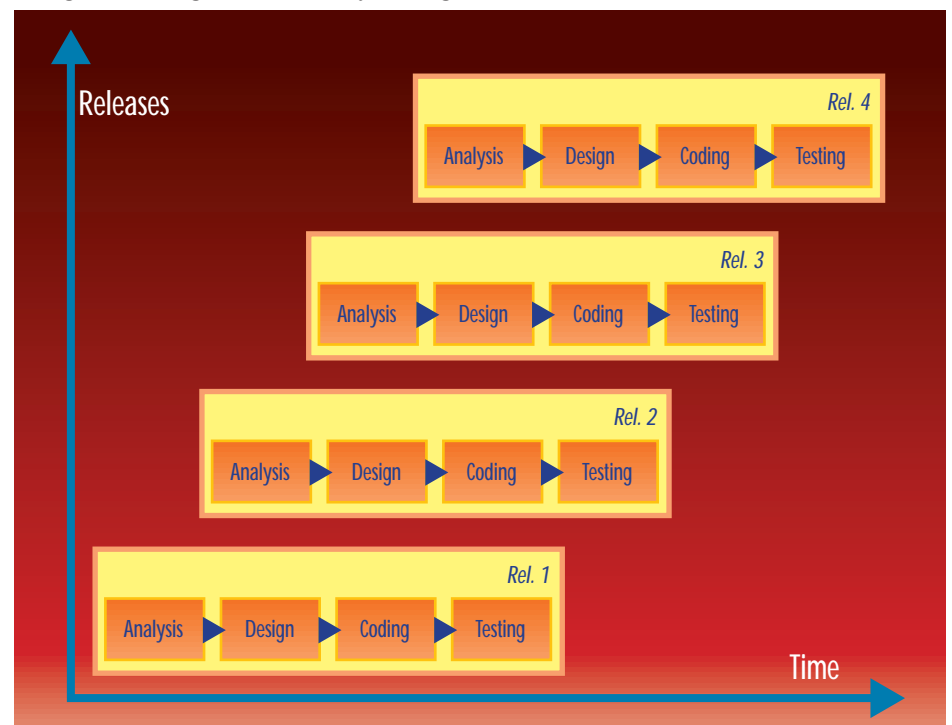 Releases
Rel. 4
Analysis Design Coding Testing
Rel. 3
Analysis Design Coding Testing
Rel. 2
Analysis Design Coding Testing
Rel. 1
Analysis Design Coding Testing
Time